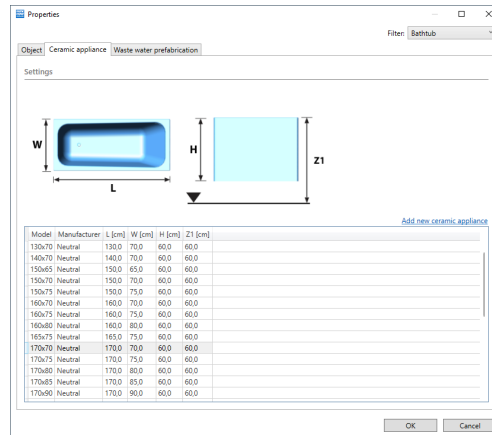 Properties
Filter: Bathtub
Object Ceramic appliance Waste water prefabrication
Settings
W
L
H
Z1
Add new ceramic appliance
Model Manufacturer L [cm] W [cm] H [cm] Z1 [cm]
130x70 Neutral 130,0 70,0 60,0 60,0
140x70 Neutral 140,0 70,0 60,0 60,0
150x65 Neutral 150,0 65,0 60,0 60,0
150x70 Neutral 150,0 70,0 60,0 60,0
150x75 Neutral 150,0 75,0 60,0 60,0
160x70 Neutral 160,0 70,0 60,0 60,0
160x75 Neutral 160,0 75,0 60,0 60,0
160x80 Neutral 160,0 80,0 60,0 60,0
165x75 Neutral 165,0 75,0 60,0 60,0
170x70 Neutral 170,0 70,0 60,0 60,0
170x75 Neutral 170,0 75,0 60,0 60,0
170x80 Neutral 170,0 80,0 60,0 60,0
170x85 Neutral 170,0 85,0 60,0 60,0
170x90 Neutral 170,0 90,0 60,0 60,0
OK Cancel